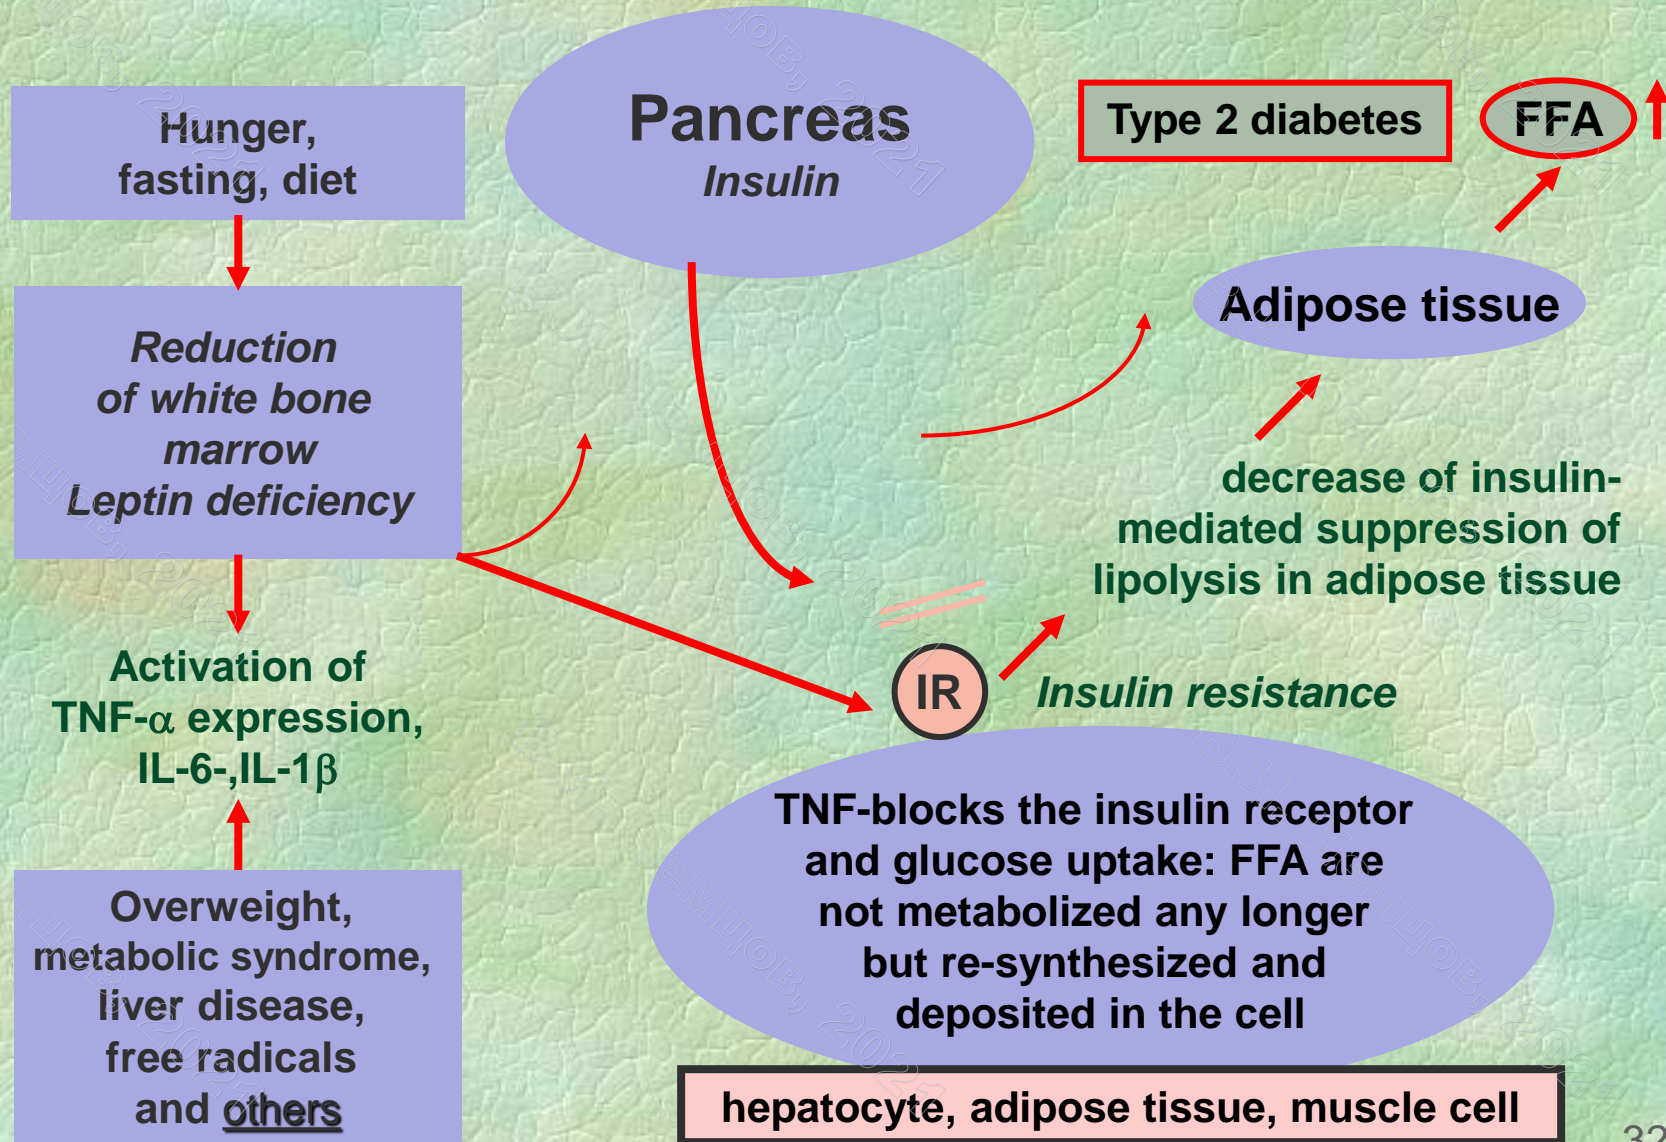 Hunger,
fasting, diet
Pancreas
Insulin
Type 2 diabetes
FFA
Reduction
of white bone
marrow
Leptin deficiency
Adipose tissue
decrease of insulin-
mediated suppression of
lipolysis in adipose tissue
Activation of
TNF-α expression,
IL-6-,IL-1β
IR
Insulin resistance
Overweight,
metabolic syndrome,
liver disease,
free radicals
and others
TNF-blocks the insulin receptor
and glucose uptake: FFA are
not metabolized any longer
but re-synthesized and
deposited in the cell
hepatocyte, adipose tissue, muscle cell
32